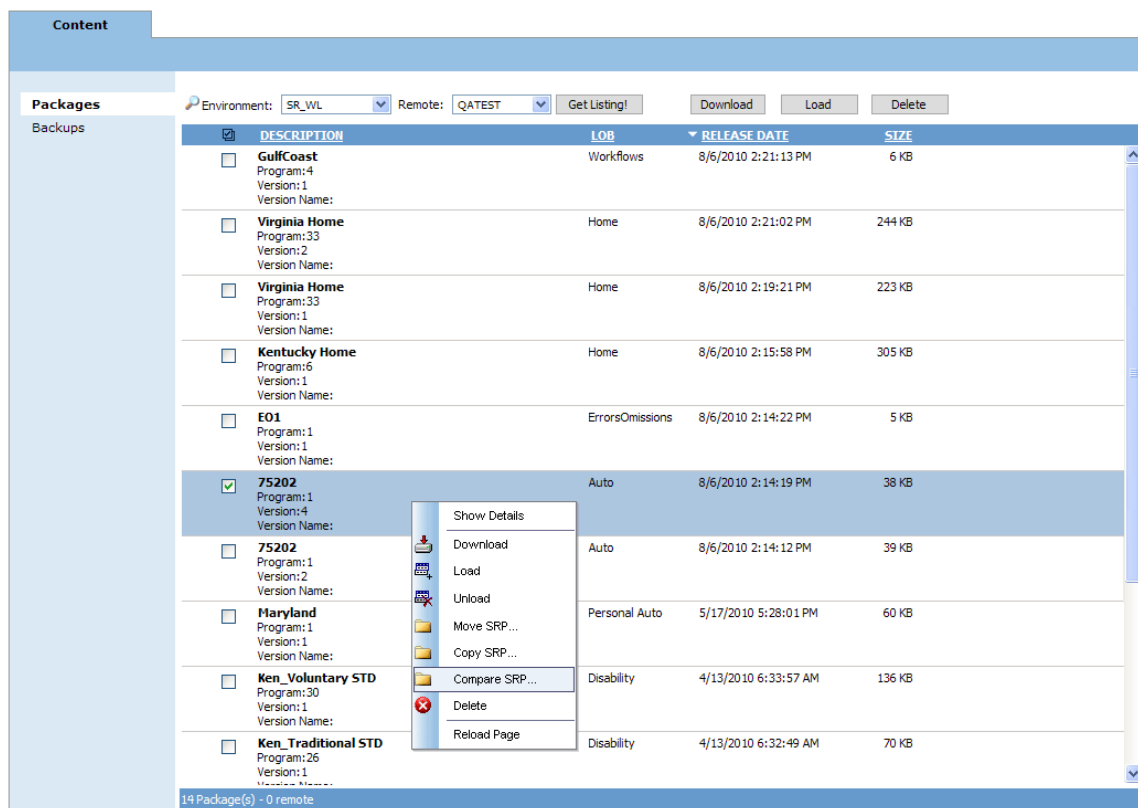 Content
Packages
Backups
Environment: SR_WL Remote: QATEST Get Listing! Download Load Delete
DESCRIPTION LOB RELEASE DATE SIZE
GulfCoast Workflows 8/6/2010 2:21:13 PM 6 KB
Program:4
Version:1
Version Name:
Virginia Home Home 8/6/2010 2:21:02 PM 244 KB
Program:33
Version:2
Version Name:
Virginia Home Home 8/6/2010 2:19:21 PM 223 KB
Program:33
Version:1
Version Name:
Kentucky Home Home 8/6/2010 2:15:58 PM 305 KB
Program:6
Version:1
Version Name:
EO1 ErrorsOmissions 8/6/2010 2:14:22 PM 5 KB
Program:1
Version:1
Version Name:
75202 Auto 8/6/2010 2:14:19 PM 38 KB
Program:1
Version:4
Version Name:
75202 Auto 8/6/2010 2:14:12 PM 39 KB
Program:1
Version:2
Version Name:
Maryland Personal Auto 5/17/2010 5:28:01 PM 60 KB
Program:1
Version:1
Version Name:
Ken_Voluntary STD Disability 4/13/2010 6:33:57 AM 136 KB
Program:30
Version:1
Version Name:
Ken_Traditional STD Disability 4/13/2010 6:32:49 AM 70 KB
Program:26
Version:1
Version Name:
Show Details
Download
Load
Unload
Move SRP...
Copy SRP...
Compare SRP...
Delete
Reload Page
14 Package(s) - 0 remote